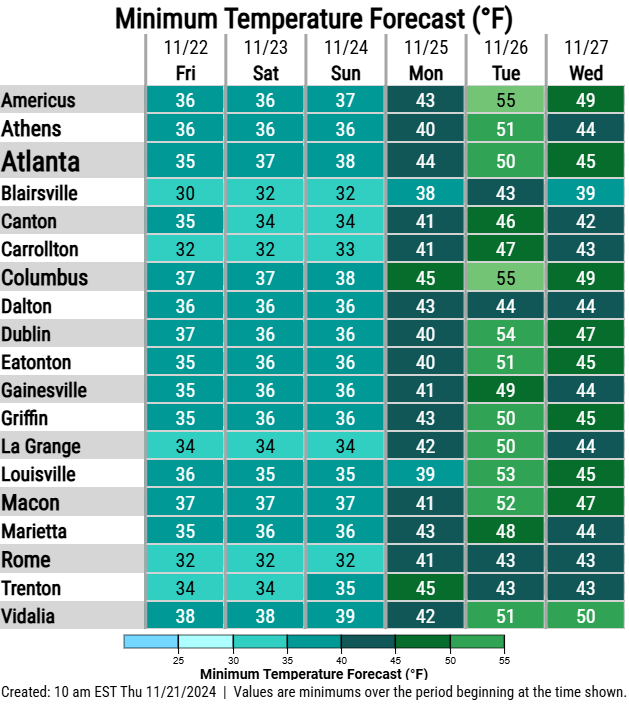 Minimum Temperature Forecast (°F)
11/22 11/23 11/24 11/25 11/26 11/27
Fri Sat Sun Mon Tue Wed
Americus 36 36 37 43 55 49
Athens 36 36 36 40 51 44
Atlanta 35 37 38 44 50 45
Blairsville 30 32 32 38 43 39
Canton 35 34 34 41 46 42
Carrollton 32 32 33 41 47 43
Columbus 37 37 38 45 55 49
Dalton 36 36 36 43 44 44
Dublin 37 36 36 40 54 47
Eatonton 35 36 36 40 51 45
Gainesville 35 36 36 41 49 44
Griffin 35 36 36 43 50 45
La Grange 34 34 34 42 50 44
Louisville 36 35 35 39 53 45
Macon 37 37 37 41 52 47
Marietta 35 36 36 43 48 44
Rome 32 32 32 41 43 43
Trenton 34 34 35 45 43 43
Vidalia 38 38 39 42 51 50
25 30 35 40 45 50 55
Minimum Temperature Forecast (°F)
Created: 10 am EST Thu 11/21/2024 | Values are minimums over the period beginning at the time shown.